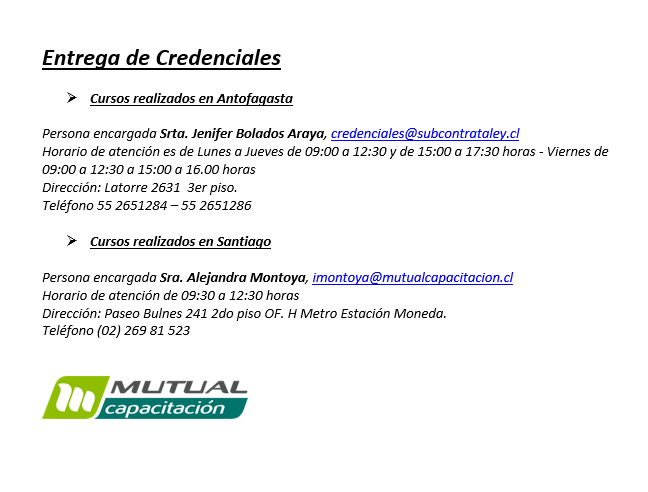 Entrega de Credenciales
Cursos realizados en Antofagasta
Persona encargada Srta. Jenifer Bolados Araya, credenciales@subcontrataley.cl
Horario de atención es de Lunes a Jueves de 09:00 a 12:30 y de 15:00 a 17:30 horas - Viernes de
09:00 a 12:30 a 15:00 a 16.00 horas
Dirección: Latorre 2631  3er piso.
Teléfono 55 2651284 – 55 2651286
Cursos realizados en Santiago
Persona encargada Sra. Alejandra Montoya, imontoya@mutualcapacitacion.cl
Horario de atención de 09:30 a 12:30 horas
Dirección: Paseo Bulnes 241 2do piso OF. H Metro Estación Moneda.
Teléfono (02) 269 81 523
MUTUAL
capacitación